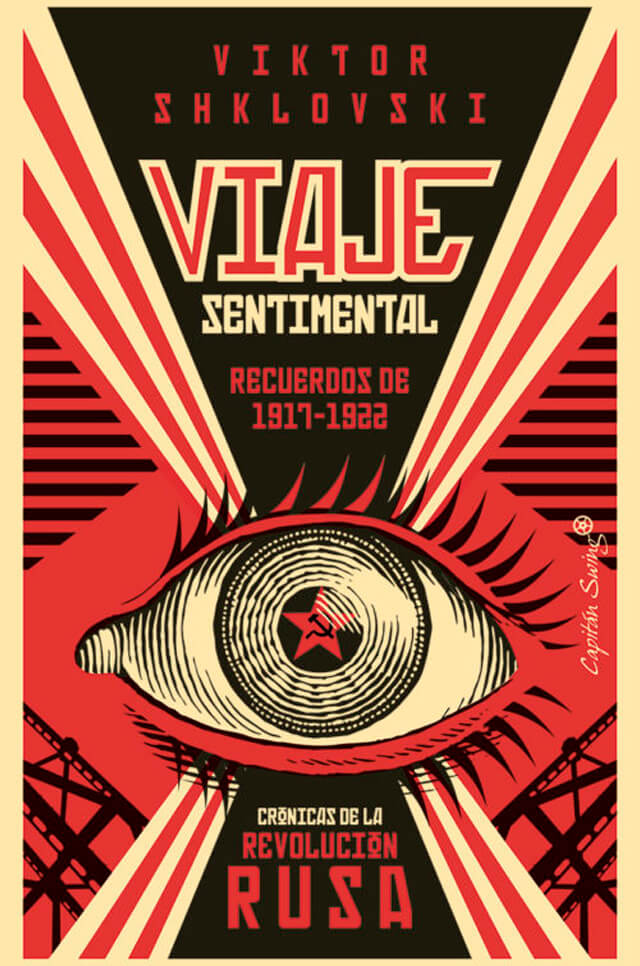 VIKTOR
SHKLOVSKI
VIAJE
SENTIMENTAL
RECUERDOS DE
1917-1922
Capitán Swing
CRÓNICAS DE LA
REVOLUCIÓN
RUSA